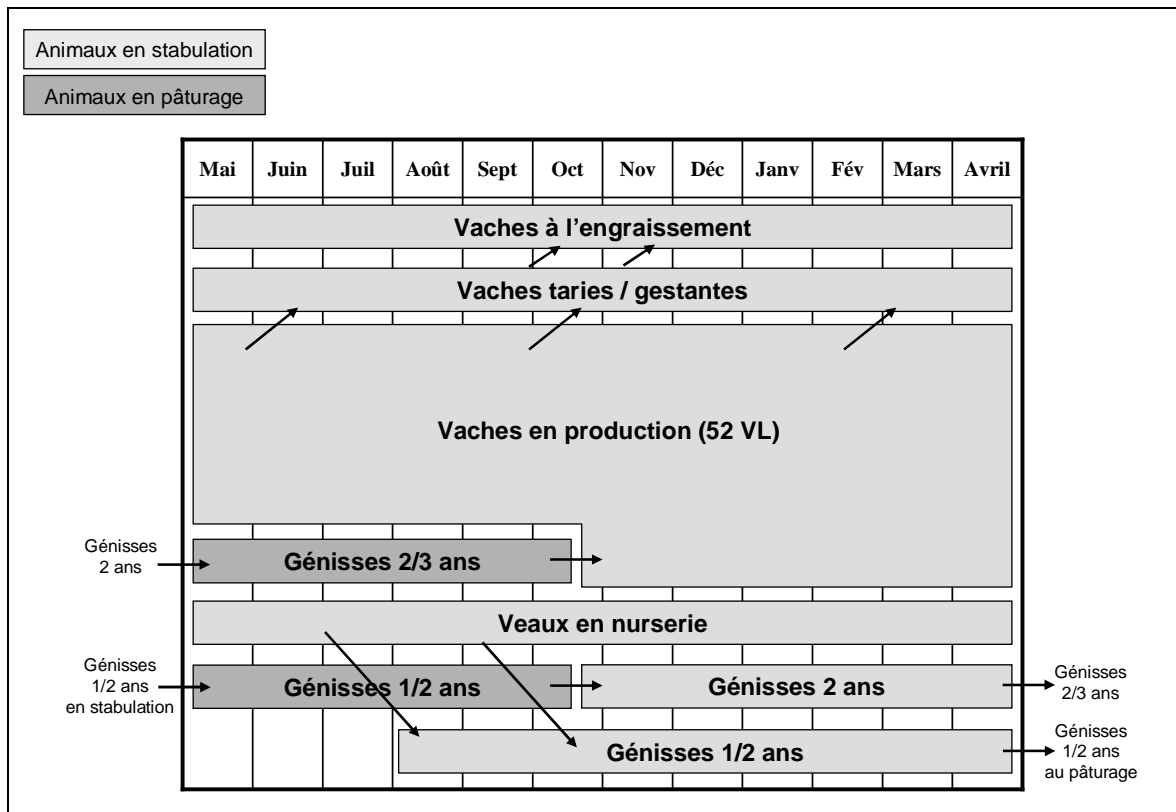 Animaux en stabulation
Animaux en pâturage
Mai Juin Juil Août Sept Oct Nov Déc Janv Fév Mars Avril
Vaches à l'engraissement
Vaches taries / gestantes
Vaches en production (52 VL)
Génisses
2 ans
Génisses 2/3 ans
Veaux en nurserie
Génisses
1/2 ans
en stabulation
Génisses 1/2 ans
Génisses 2 ans
Génisses
2/3 ans
Génisses 1/2 ans
Génisses
1/2 ans
au pâturage